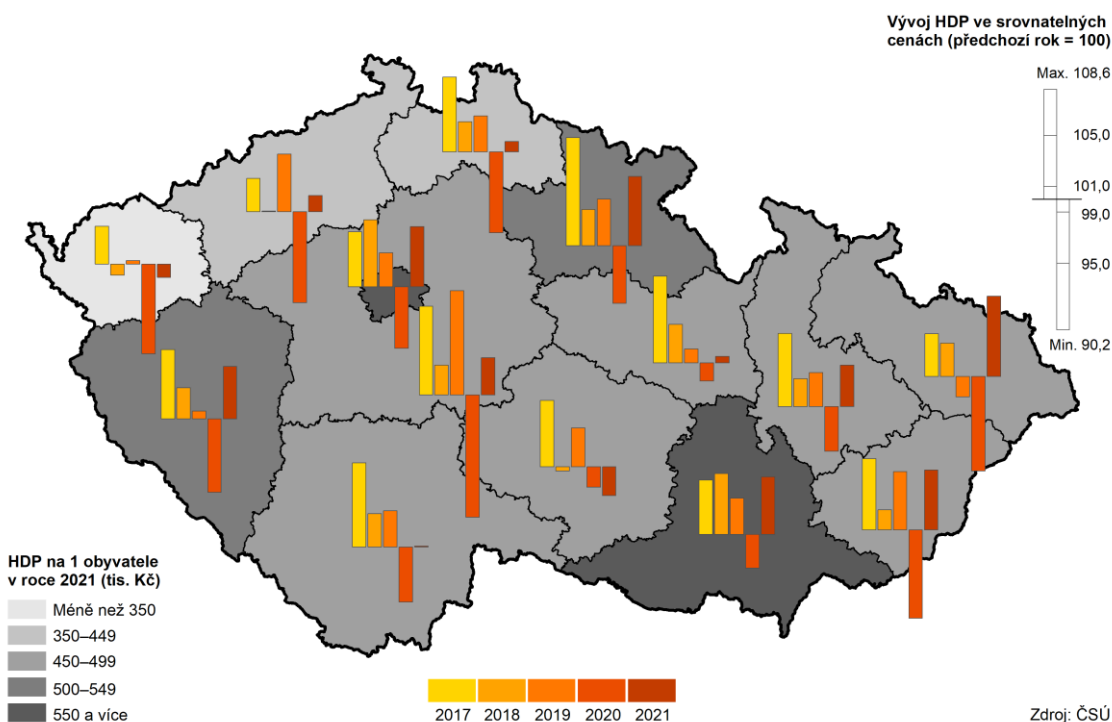 Vývoj HDP ve srovnatelných
cenách (předchozí rok = 100)
Max. 108,6
105,0
101,0
99,0
95,0
Min. 90,2
HDP na 1 obyvatele
v roce 2021 (tis. Kč)
Méně než 350
350–449
450–499
500–549
550 a více
2017 2018 2019 2020 2021
Zdroj: ČSÚ